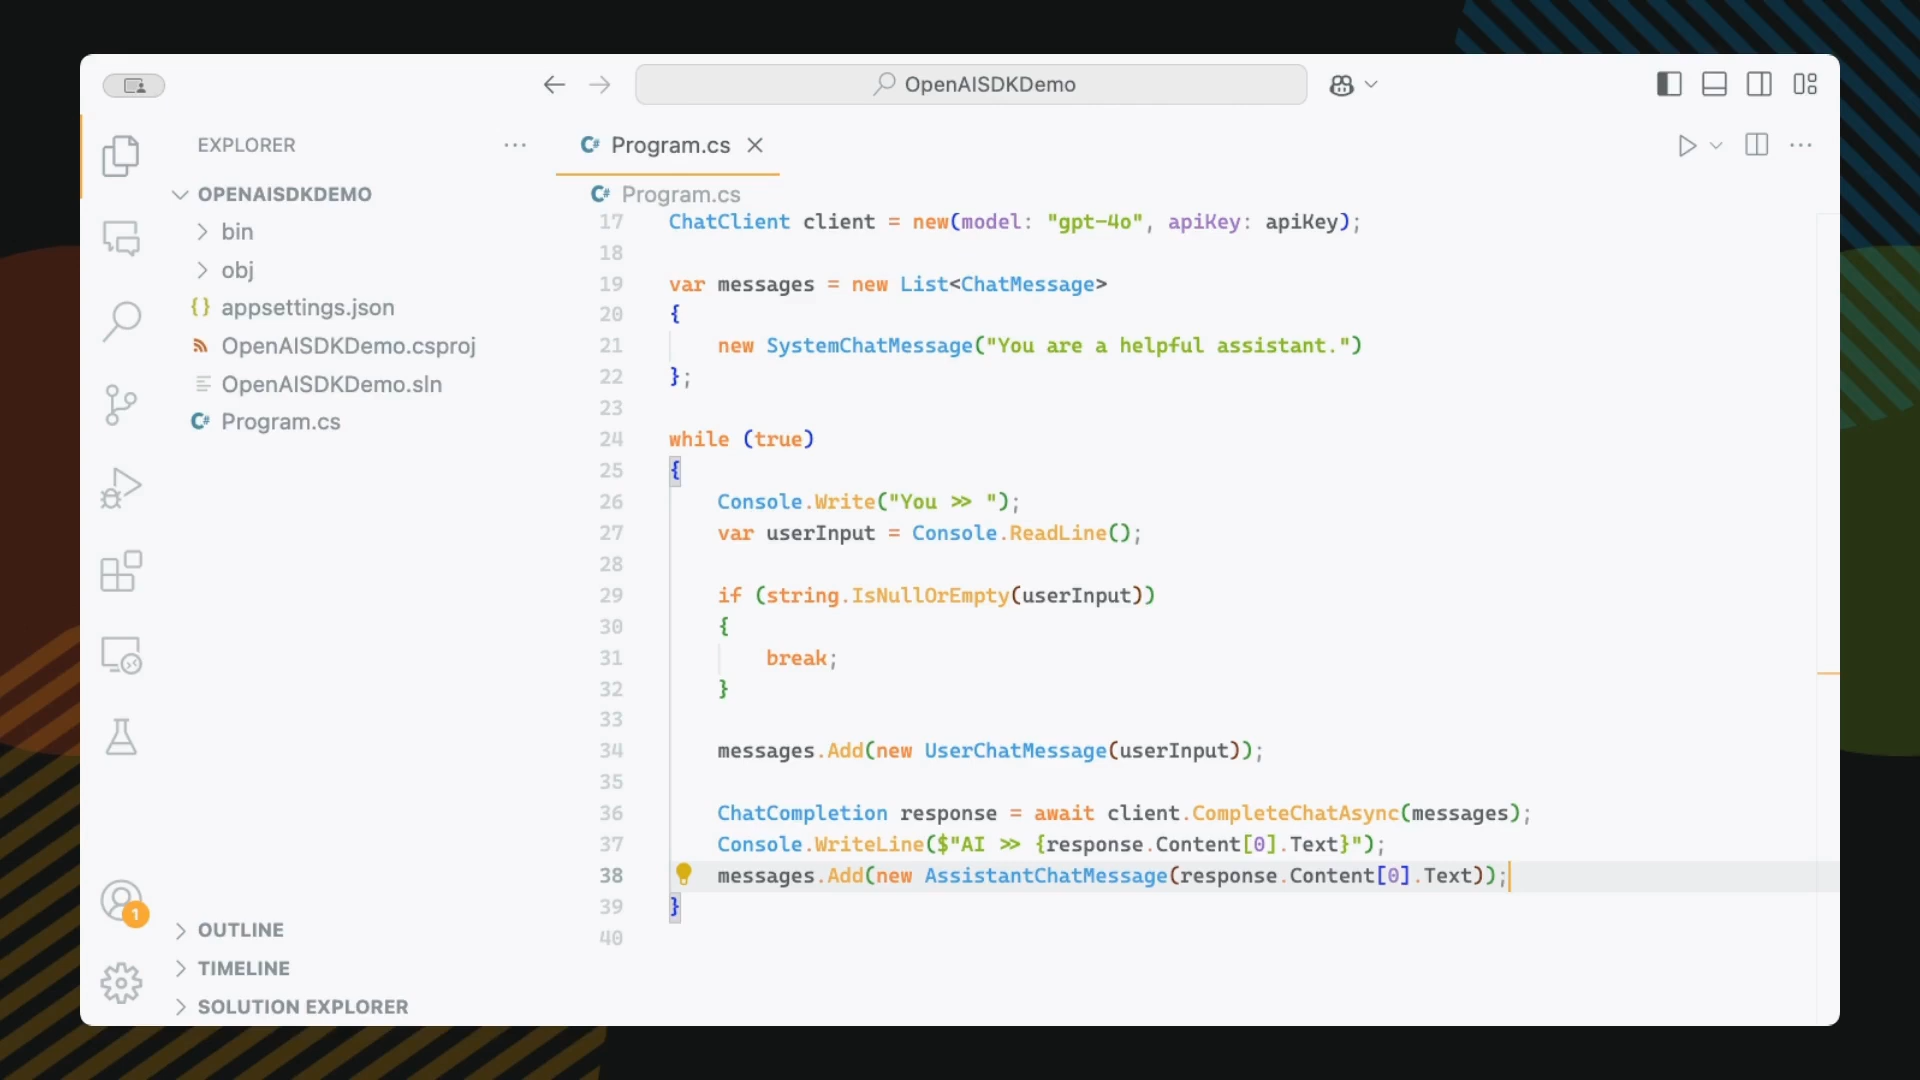 OpenAISDKDemo
EXPLORER
OPENAISDKDEMO
bin
obj
{} appsettings.json
OpenAISDKDemo.csproj
OpenAISDKDemo.sln
C# Program.cs
OUTLINE
TIMELINE
SOLUTION EXPLORER
1
C# Program.cs
C# Program.cs
17 ChatClient client = new(model: "gpt-4o", apiKey: apiKey);
18
19 var messages = new List<ChatMessage>
20 {
21     new SystemChatMessage("You are a helpful assistant.")
22 };
23
24 while (true)
25 {
26     Console.Write("You >> ");
27     var userInput = Console.ReadLine();
28
29     if (string.IsNullOrEmpty(userInput))
30     {
31         break;
32     }
33
34     messages.Add(new UserChatMessage(userInput));
35
36     ChatCompletion response = await client.CompleteChatAsync(messages);
37     Console.WriteLine($"AI >> {response.Content[0].Text}");
38     messages.Add(new AssistantChatMessage(response.Content[0].Text));
39 }
40